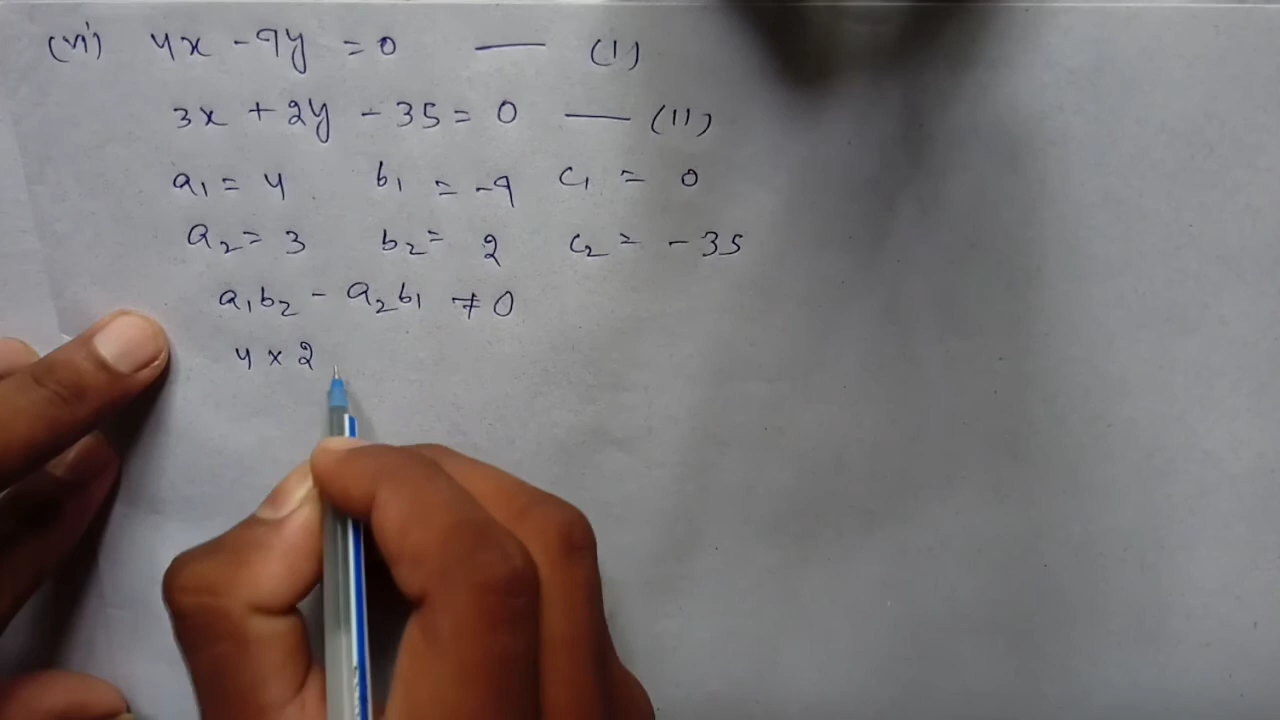 (vi) 4x - 9y = 0 — (I)
3x + 2y - 35 = 0 — (II)
a₁ = 4 b₁ = -9 c₁ = 0
a₂ = 3 b₂ = 2 c₂ = -35
a₁b₂ - a₂b₁ ≠ 0
4 × 2